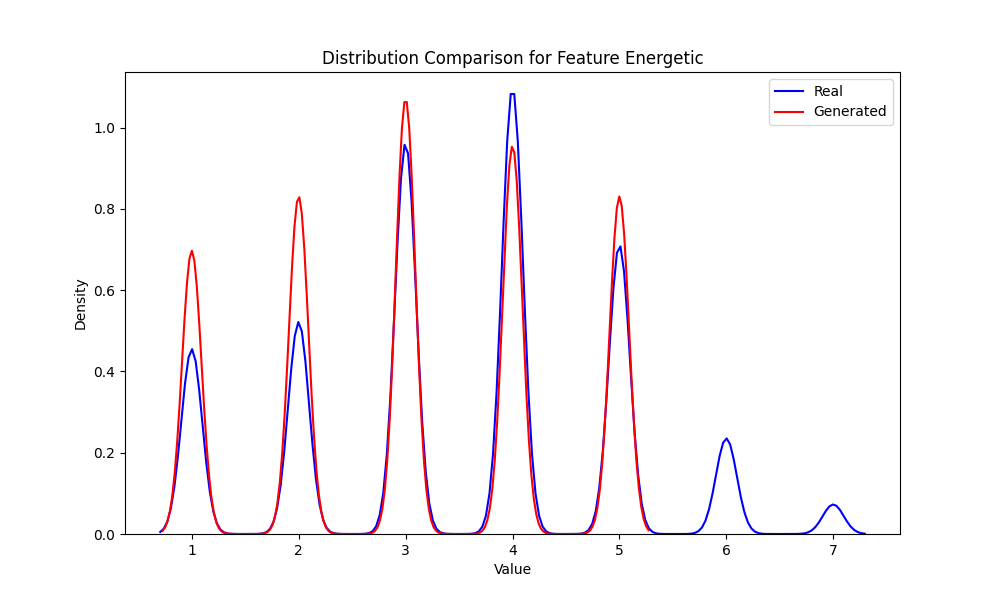 Distribution Comparison for Feature Energetic
Real
Generated
Density
1.0
0.8
0.6
0.4
0.2
0.0
1 2 3 4 5 6 7
Value